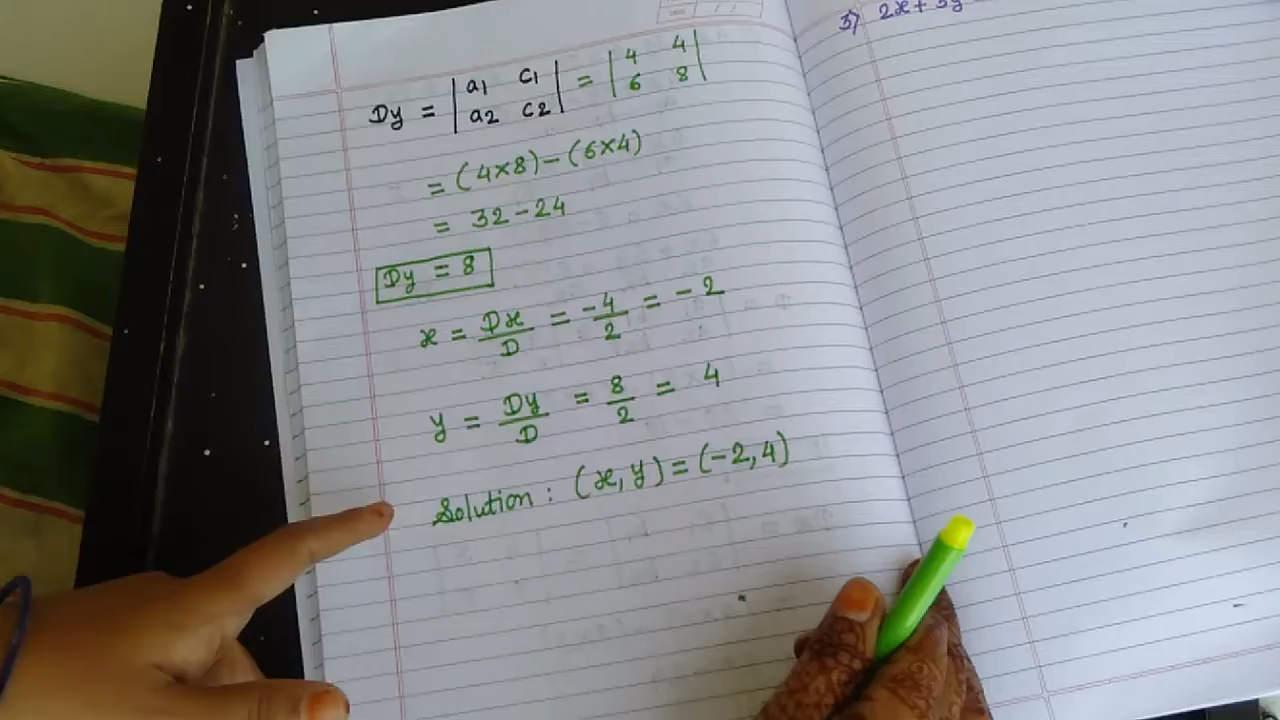 Dy = | a1 c1 | = | 4 4 |
| a2 c2 | | 6 8 |
= (4×8) - (6×4)
= 32 - 24
Dy = 8
x = Dx/D = -4/2 = -2
y = Dy/D = 8/2 = 4
Solution : (x, y) = (-2, 4)
3) 2x + 3y